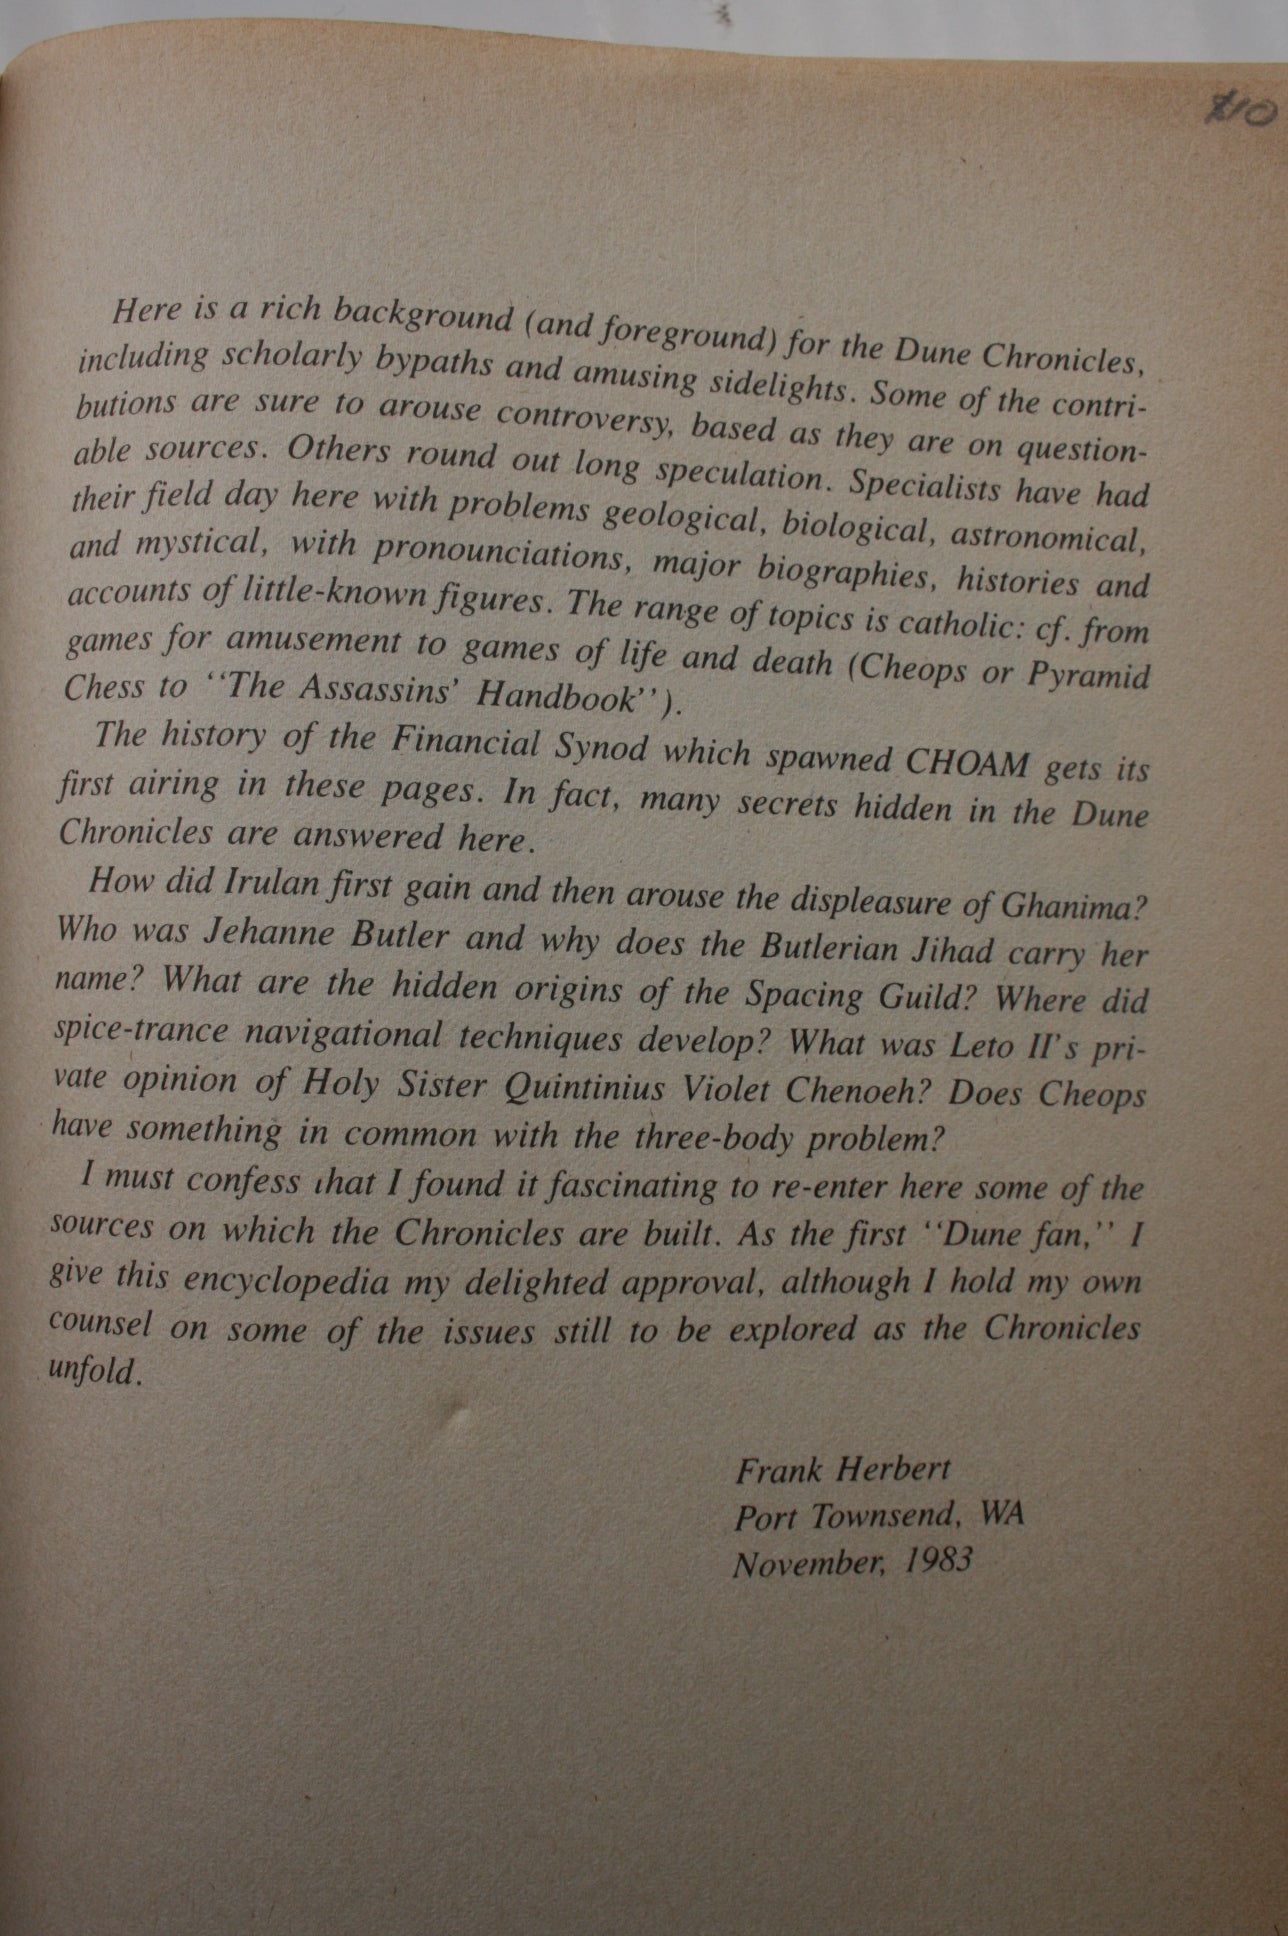 Here is a rich background (and foreground) for the Dune Chronicles,
including scholarly bypaths and amusing sidelights. Some of the contri-
butions are sure to arouse controversy, based as they are on question-
able sources. Others round out long speculation. Specialists have had
their field day here with problems geological, biological, astronomical,
and mystical, with pronounciations, major biographies, histories and
accounts of little-known figures. The range of topics is catholic: cf. from
games for amusement to games of life and death (Cheops or Pyramid
Chess to ‘‘The Assassins’ Handbook’’).
The history of the Financial Synod which spawned CHOAM gets its
first airing in these pages. In fact, many secrets hidden in the Dune
Chronicles are answered here.
How did Irulan first gain and then arouse the displeasure of Ghanima?
Who was Jehanne Butler and why does the Butlerian Jihad carry her
name? What are the hidden origins of the Spacing Guild? Where did
spice-trance navigational techniques develop? What was Leto II’s pri-
vate opinion of Holy Sister Quintinius Violet Chenoeh? Does Cheops
have something in common with the three-body problem?
I must confess that I found it fascinating to re-enter here some of the
sources on which the Chronicles are built. As the first ‘‘Dune fan,’’ I
give this encyclopedia my delighted approval, although I hold my own
counsel on some of the issues still to be explored as the Chronicles
unfold.
Frank Herbert
Port Townsend, WA
November, 1983